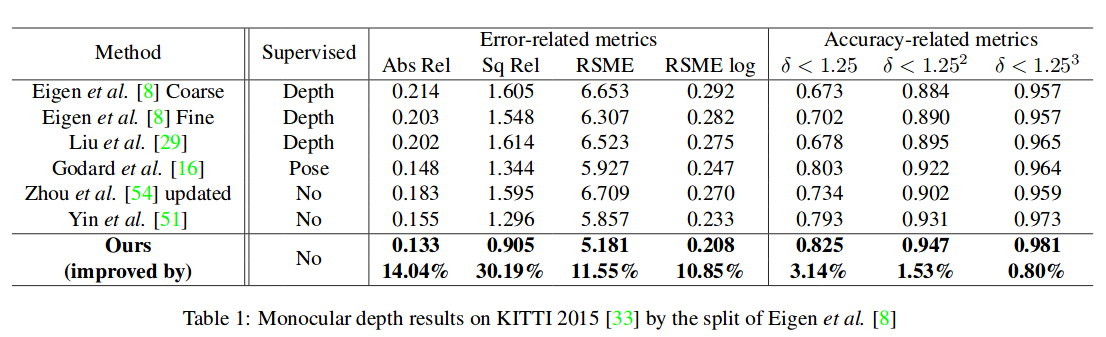 Method Supervised Error-related metrics Accuracy-related metrics
Abs Rel Sq Rel RSME RSME log δ < 1.25 δ < 1.25² δ < 1.25³
Eigen et al. [8] Coarse Depth 0.214 1.605 6.653 0.292 0.673 0.884 0.957
Eigen et al. [8] Fine Depth 0.203 1.548 6.307 0.282 0.702 0.890 0.957
Liu et al. [29] Depth 0.202 1.614 6.523 0.275 0.678 0.895 0.965
Godard et al. [16] Pose 0.148 1.344 5.927 0.247 0.803 0.922 0.964
Zhou et al. [54] updated No 0.183 1.595 6.709 0.270 0.734 0.902 0.959
Yin et al. [51] No 0.155 1.296 5.857 0.233 0.793 0.931 0.973
Ours No 0.133 0.905 5.181 0.208 0.825 0.947 0.981
(improved by) 14.04% 30.19% 11.55% 10.85% 3.14% 1.53% 0.80%
Table 1: Monocular depth results on KITTI 2015 [33] by the split of Eigen et al. [8]